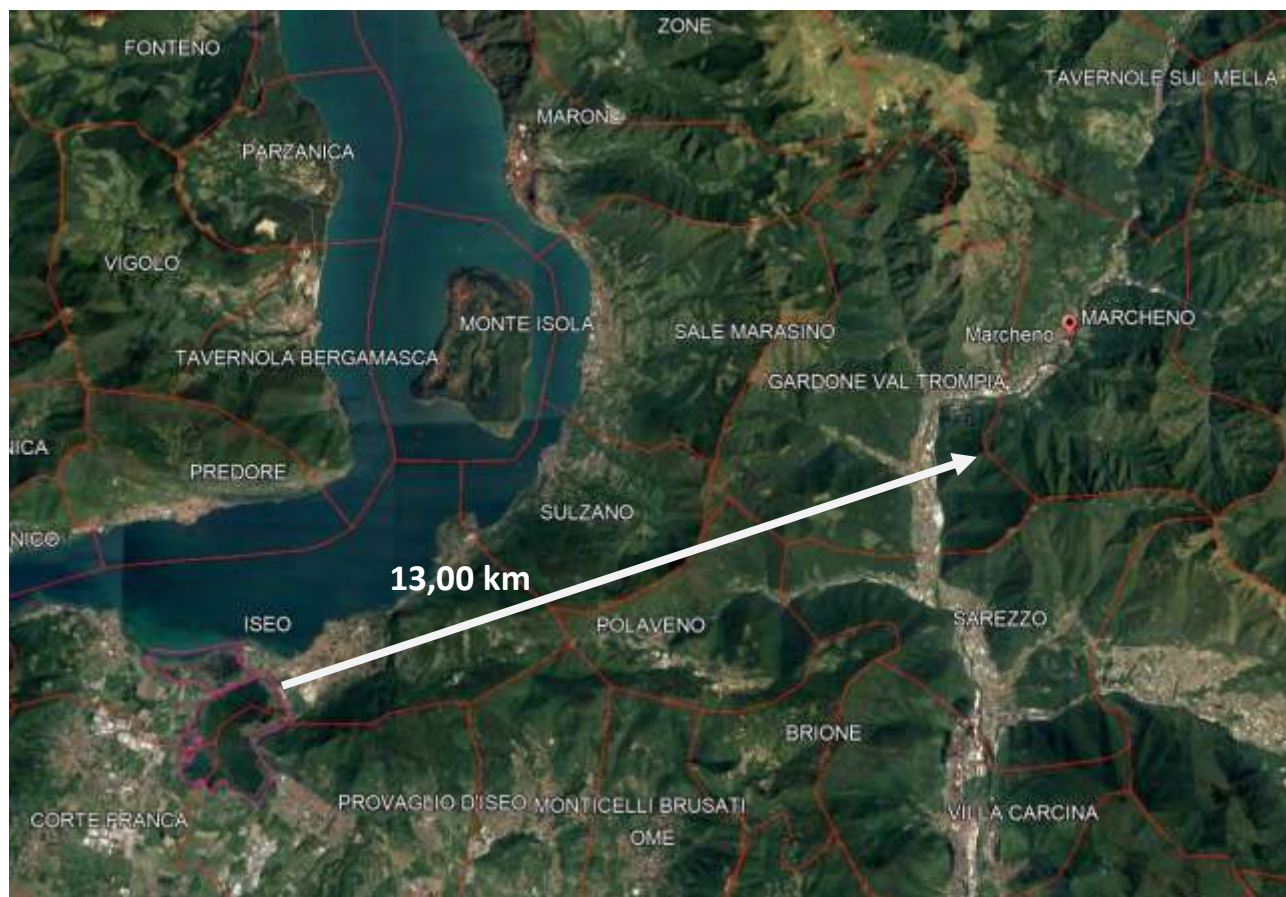 ZONE
FONTENO
TAVERNOLE SUL MELLA
MARONE
PARZANICA
VIGOLO
MONTE ISOLA
SALE MARASINO
Marcheno
MARCHENO
TAVERNOLA BERGAMASCA
GARDONE VAL TROMPIA
NICA
PREDORE
SULZANO
NICO
13,00 km
ISEO
POLAVENO
SAREZZO
BRIONE
CORTE FRANCA
PROVAGLIO D'ISEO
MONTICELLI BRUSATI
VILLA CARCINA
OME